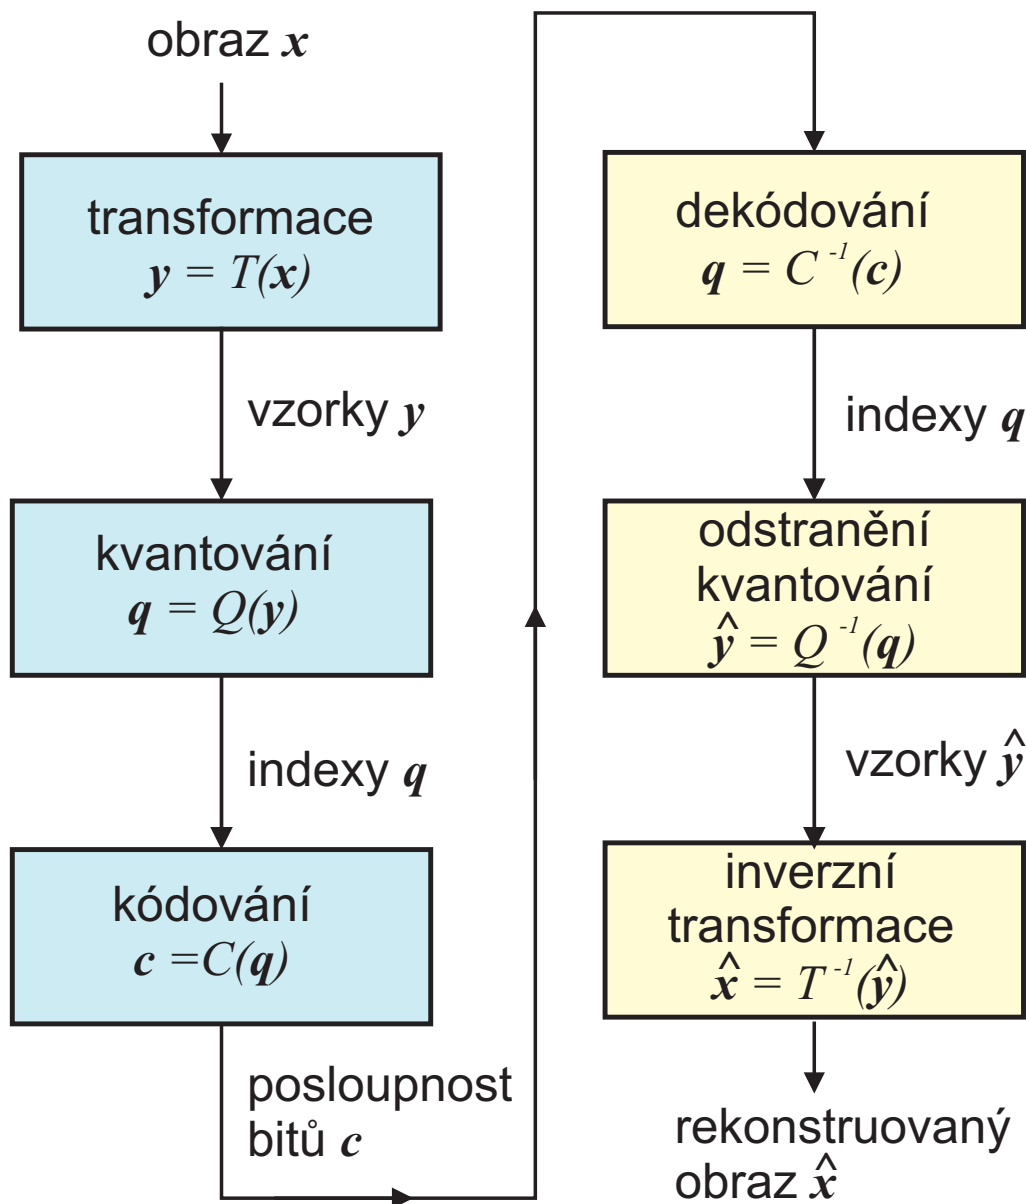 obraz x
transformace
y = T(x)
vzorky y
kvantování
q = Q(y)
indexy q
kódování
c =C(q)
posloupnost
bitů c
dekódování
q = C⁻¹(c)
indexy q
odstranění
kvantování
ŷ = Q⁻¹(q)
vzorky ŷ
inverzní
transformace
x̂ = T⁻¹(ŷ)
rekonstruovaný
obraz x̂